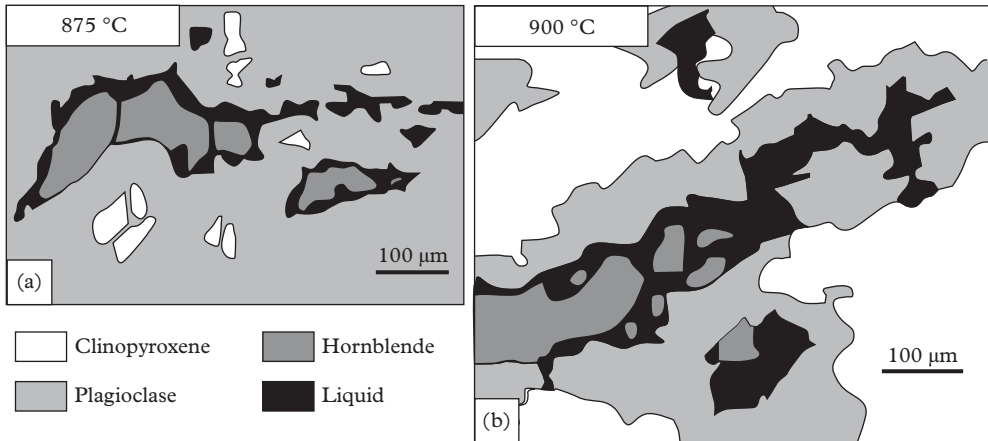 875 °C
100 µm
(a)
900 °C
100 µm
(b)
Clinopyroxene
Hornblende
Plagioclase
Liquid